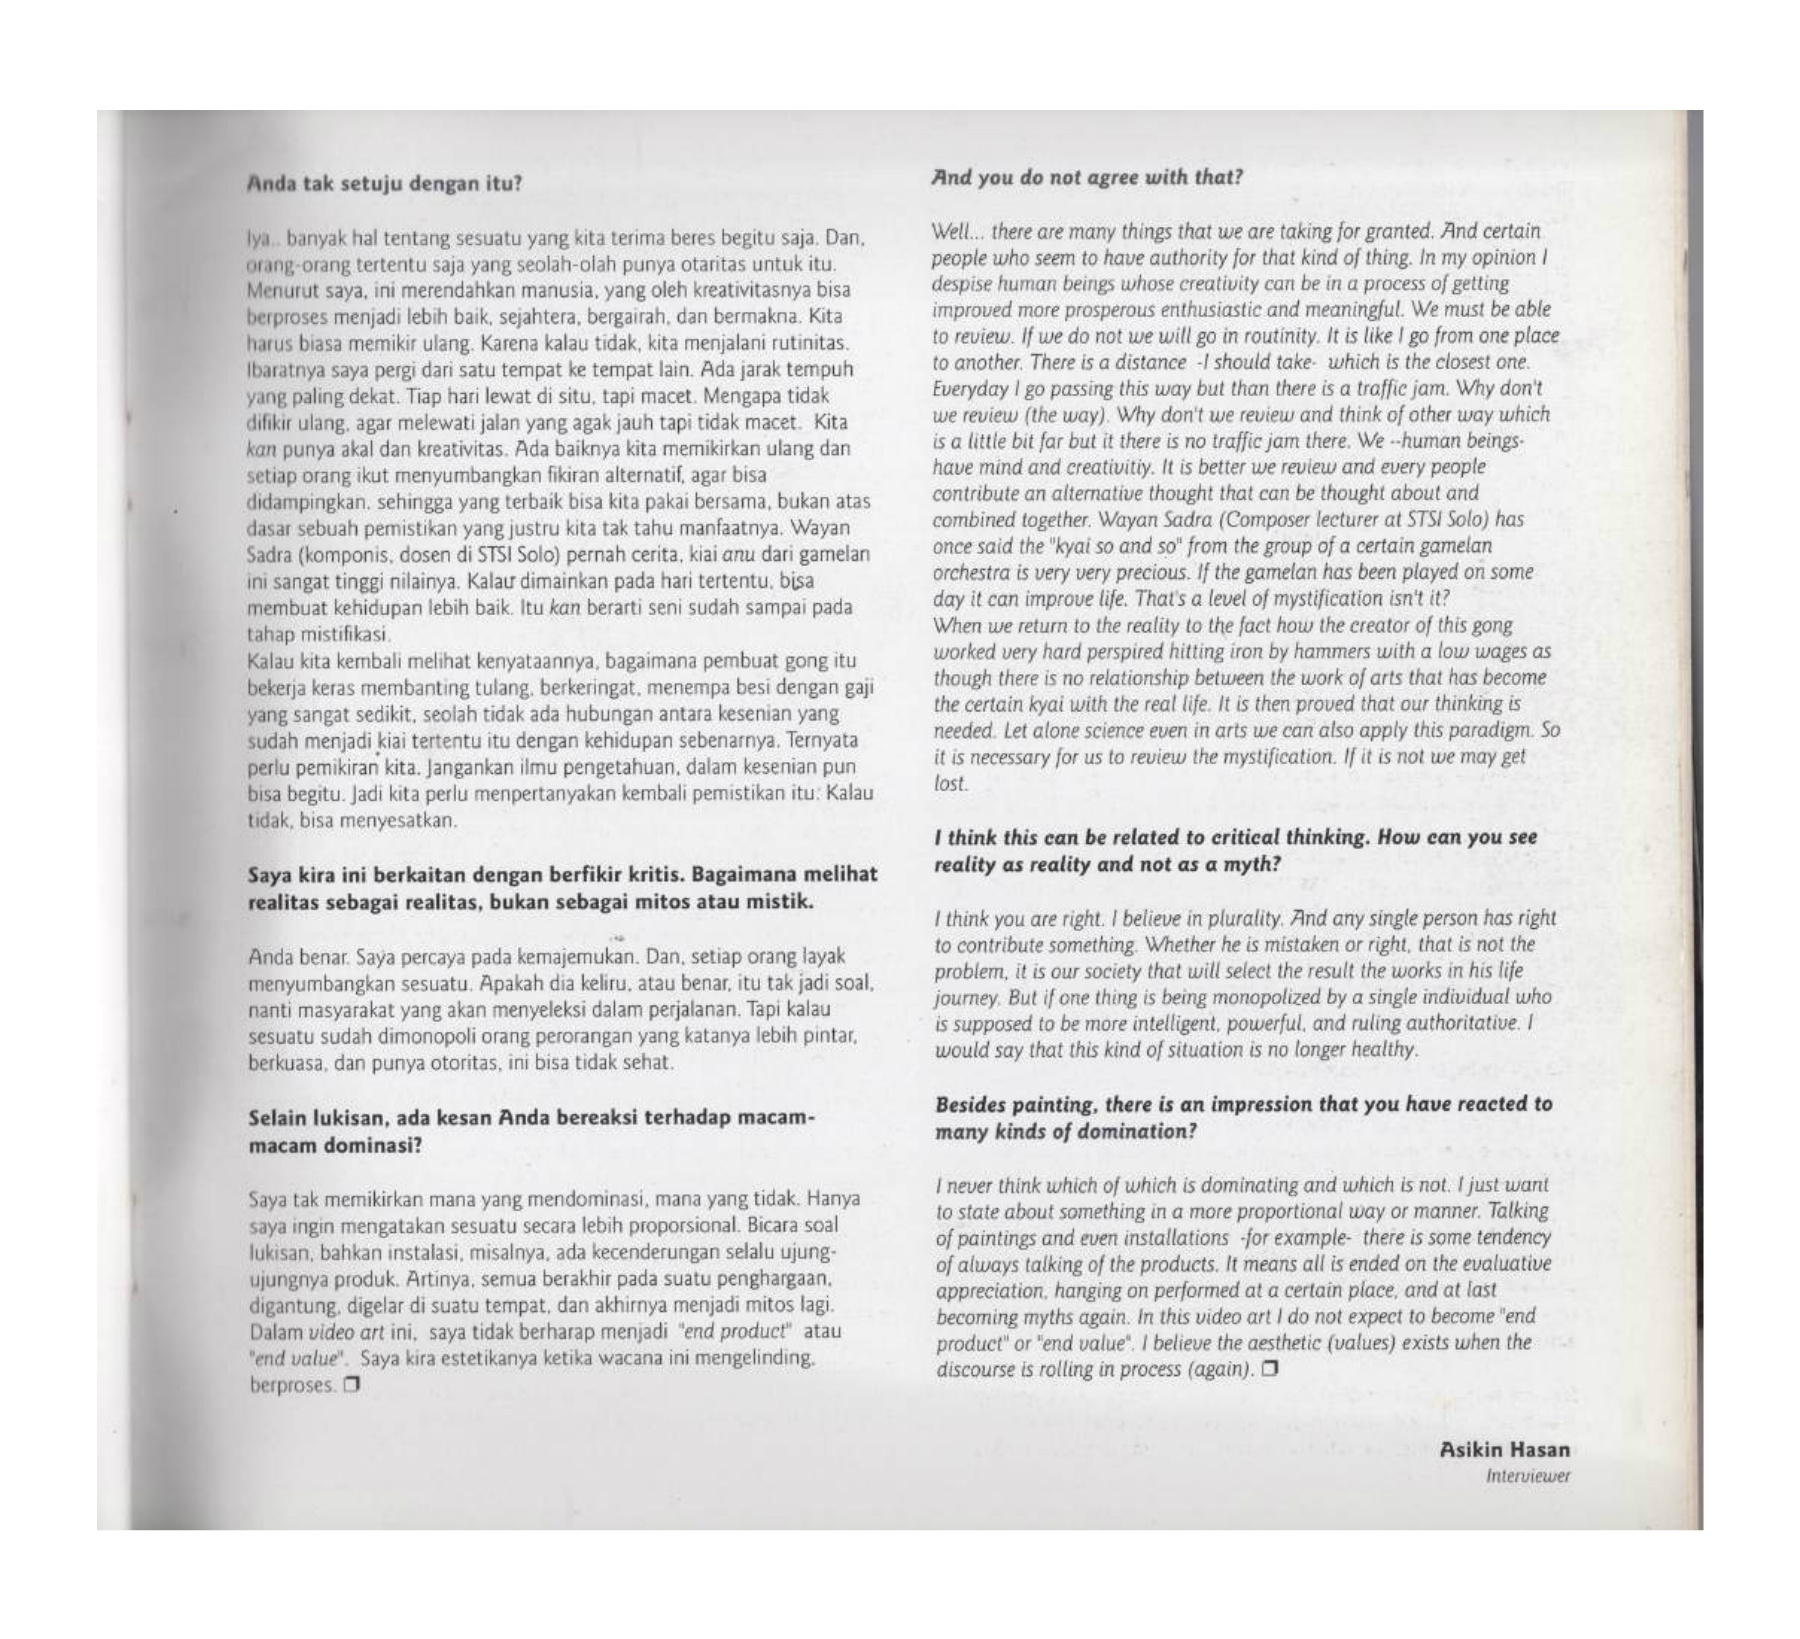 Anda tak setuju dengan itu?
Iya.. banyak hal tentang sesuatu yang kita terima beres begitu saja. Dan,
orang-orang tertentu saja yang seolah-olah punya otaritas untuk itu.
Menurut saya, ini merendahkan manusia, yang oleh kreativitasnya bisa
berproses menjadi lebih baik, sejahtera, bergairah, dan bermakna. Kita
harus biasa memikir ulang. Karena kalau tidak, kita menjalani rutinitas.
Ibaratnya saya pergi dari satu tempat ke tempat lain. Ada jarak tempuh
yang paling dekat. Tiap hari lewat di situ, tapi macet. Mengapa tidak
difikir ulang, agar melewati jalan yang agak jauh tapi tidak macet. Kita
kan punya akal dan kreativitas. Ada baiknya kita memikirkan ulang dan
setiap orang ikut menyumbangkan fikiran alternatif, agar bisa
didampingkan, sehingga yang terbaik bisa kita pakai bersama, bukan atas
dasar sebuah pemistikan yang justru kita tak tahu manfaatnya. Wayan
Sadra (komponis, dosen di STSI Solo) pernah cerita, kiai anu dari gamelan
ini sangat tinggi nilainya. Kalau dimainkan pada hari tertentu, bisa
membuat kehidupan lebih baik. Itu kan berarti seni sudah sampai pada
tahap mistifikasi.
Kalau kita kembali melihat kenyataannya, bagaimana pembuat gong itu
bekerja keras membanting tulang, berkeringat, menempa besi dengan gaji
yang sangat sedikit, seolah tidak ada hubungan antara kesenian yang
sudah menjadi kiai tertentu itu dengan kehidupan sebenarnya. Ternyata
perlu pemikiran kita. Jangankan ilmu pengetahuan, dalam kesenian pun
bisa begitu. Jadi kita perlu menpertanyakan kembali pemistikan itu: Kalau
tidak, bisa menyesatkan.
Saya kira ini berkaitan dengan berfikir kritis. Bagaimana melihat
realitas sebagai realitas, bukan sebagai mitos atau mistik.
Anda benar. Saya percaya pada kemajemukan. Dan, setiap orang layak
menyumbangkan sesuatu. Apakah dia keliru, atau benar, itu tak jadi soal,
nanti masyarakat yang akan menyeleksi dalam perjalanan. Tapi kalau
sesuatu sudah dimonopoli orang perorangan yang katanya lebih pintar,
berkuasa, dan punya otoritas, ini bisa tidak sehat.
Selain lukisan, ada kesan Anda bereaksi terhadap macam-
macam dominasi?
Saya tak memikirkan mana yang mendominasi, mana yang tidak. Hanya
saya ingin mengatakan sesuatu secara lebih proporsional. Bicara soal
lukisan, bahkan instalasi, misalnya, ada kecenderungan selalu ujung-
ujungnya produk. Artinya, semua berakhir pada suatu penghargaan,
digantung, digelar di suatu tempat, dan akhirnya menjadi mitos lagi.
Dalam video art ini, saya tidak berharap menjadi "end product" atau
"end value". Saya kira estetikanya ketika wacana ini mengelinding,
berproses. ❒
And you do not agree with that?
Well... there are many things that we are taking for granted. And certain
people who seem to have authority for that kind of thing. In my opinion I
despise human beings whose creativity can be in a process of getting
improved more prosperous enthusiastic and meaningful. We must be able
to review. If we do not we will go in routinity. It is like I go from one place
to another. There is a distance -I should take- which is the closest one.
Everyday I go passing this way but than there is a traffic jam. Why don't
we review (the way). Why don't we review and think of other way which
is a little bit far but it there is no traffic jam there. We --human beings-
have mind and creativitiy. It is better we review and every people
contribute an alternative thought that can be thought about and
combined together. Wayan Sadra (Composer lecturer at STSI Solo) has
once said the "kyai so and so" from the group of a certain gamelan
orchestra is very very precious. If the gamelan has been played on some
day it can improve life. That's a level of mystification isn't it?
When we return to the reality to the fact how the creator of this gong
worked very hard perspired hitting iron by hammers with a low wages as
though there is no relationship between the work of arts that has become
the certain kyai with the real life. It is then proved that our thinking is
needed. Let alone science even in arts we can also apply this paradigm. So
it is necessary for us to review the mystification. If it is not we may get
lost.
I think this can be related to critical thinking. How can you see
reality as reality and not as a myth?
I think you are right. I believe in plurality. And any single person has right
to contribute something. Whether he is mistaken or right, that is not the
problem, it is our society that will select the result the works in his life
journey. But if one thing is being monopolized by a single individual who
is supposed to be more intelligent, powerful, and ruling authoritative. I
would say that this kind of situation is no longer healthy.
Besides painting, there is an impression that you have reacted to
many kinds of domination?
I never think which of which is dominating and which is not. I just want
to state about something in a more proportional way or manner. Talking
of paintings and even installations -for example- there is some tendency
of always talking of the products. It means all is ended on the evaluative
appreciation, hanging on performed at a certain place, and at last
becoming myths again. In this video art I do not expect to become "end
product" or "end value". I believe the aesthetic (values) exists when the
discourse is rolling in process (again). ❒
Asikin Hasan
Interviewer